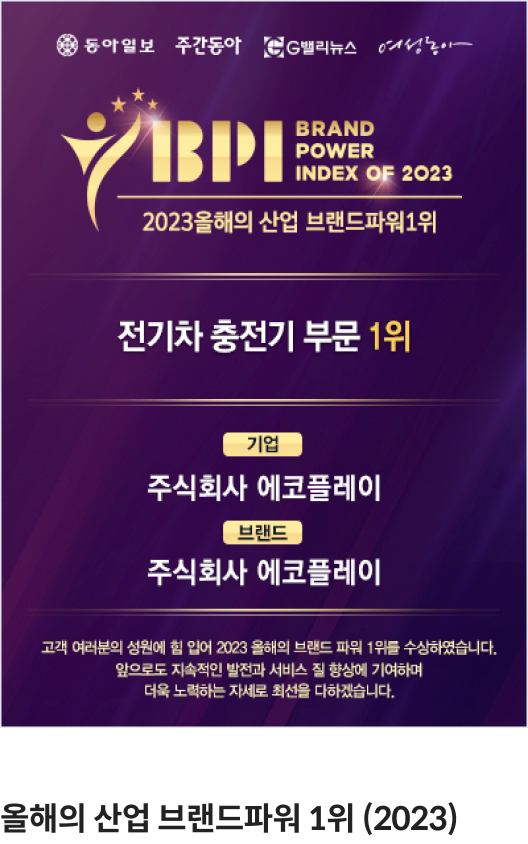 동아일보 주간동아 G밸리뉴스 여성동아
BPI BRAND
POWER
INDEX OF 2023
2023올해의 산업 브랜드파워1위
전기차 충전기 부문 1위
기업
주식회사 에코플레이
브랜드
주식회사 에코플레이
고객 여러분의 성원에 힘 입어 2023 올해의 브랜드 파워 1위를 수상하였습니다.
앞으로도 지속적인 발전과 서비스 질 향상에 기여하며
더욱 노력하는 자세로 최선을 다하겠습니다.
올해의 산업 브랜드파워 1위 (2023)